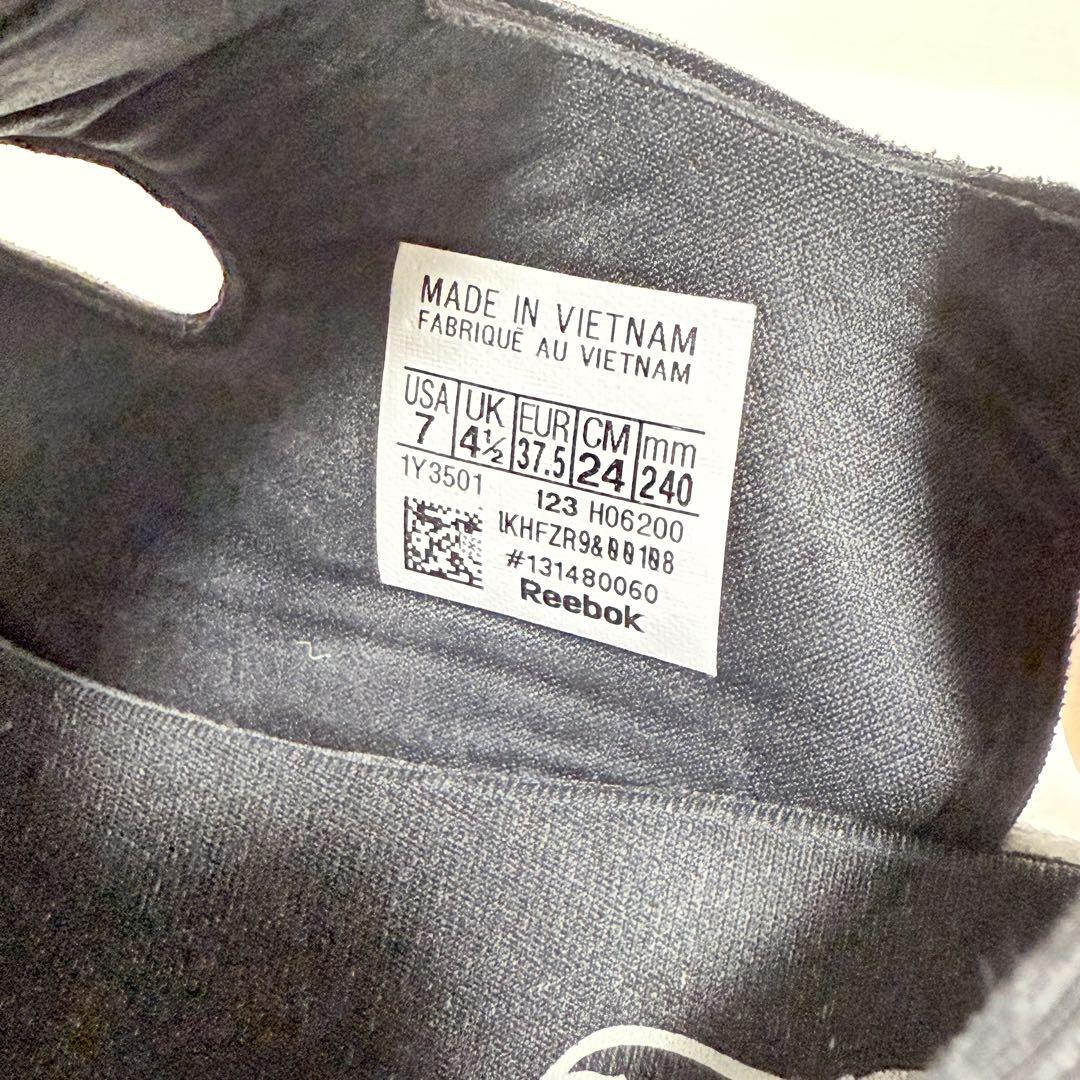 MADE IN VIETNAM
FABRIQUÉ AU VIETNAM
USA UK EUR CM mm
7 4½ 37.5 24 240
1Y3501 123 H06200
#131480060
Reebok